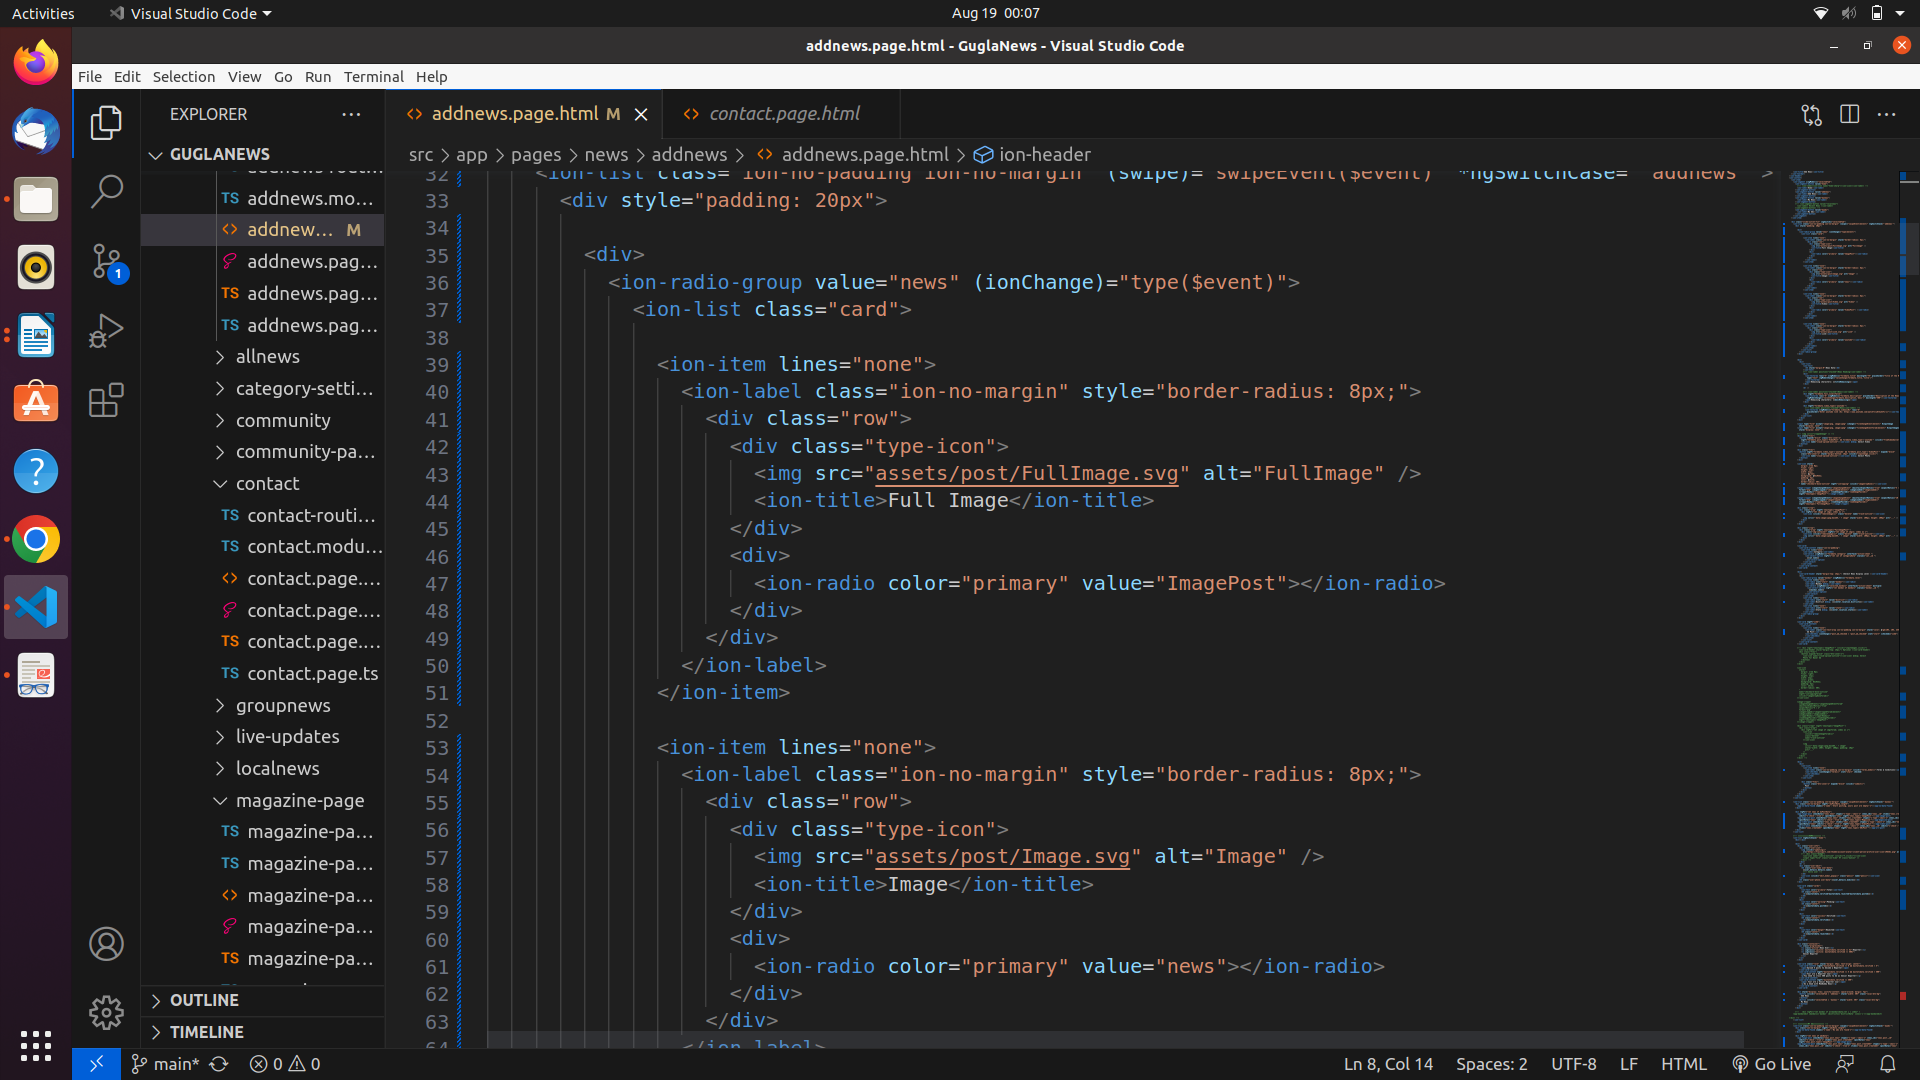 Activities
Visual Studio Code
Aug 19 00:07
addnews.page.html - GuglaNews - Visual Studio Code
File Edit Selection View Go Run Terminal Help
EXPLORER
addnews.page.html M
contact.page.html
GUGLANEWS
src > app > pages > news > addnews > addnews.page.html > ion-header
TS addnews.mo...
addnew... M
addnews.pag...
TS addnews.pag...
TS addnews.pag...
allnews
category-setti...
community
community-pa...
contact
TS contact-routi...
TS contact.modu...
contact.page....
contact.page....
TS contact.page....
TS contact.page.ts
groupnews
live-updates
localnews
magazine-page
TS magazine-pa...
TS magazine-pa...
magazine-pa...
magazine-pa...
TS magazine-pa...
OUTLINE
TIMELINE
1
32 <ion-list class="ion-no-padding ion-no-margin" (swipe)="swipeEvent($event)" *ngSwitchCase="'addnews'">
33 <div style="padding: 20px">
34
35 <div>
36 <ion-radio-group value="news" (ionChange)="type($event)">
37 <ion-list class="card">
38
39 <ion-item lines="none">
40 <ion-label class="ion-no-margin" style="border-radius: 8px;">
41 <div class="row">
42 <div class="type-icon">
43 <img src="assets/post/FullImage.svg" alt="FullImage" />
44 <ion-title>Full Image</ion-title>
45 </div>
46 <div>
47 <ion-radio color="primary" value="ImagePost"></ion-radio>
48 </div>
49 </div>
50 </ion-label>
51 </ion-item>
52
53 <ion-item lines="none">
54 <ion-label class="ion-no-margin" style="border-radius: 8px;">
55 <div class="row">
56 <div class="type-icon">
57 <img src="assets/post/Image.svg" alt="Image" />
58 <ion-title>Image</ion-title>
59 </div>
60 <div>
61 <ion-radio color="primary" value="news"></ion-radio>
62 </div>
63 </div>
64 </ion-label>
main* 0 0
Ln 8, Col 14 Spaces: 2 UTF-8 LF HTML Go Live